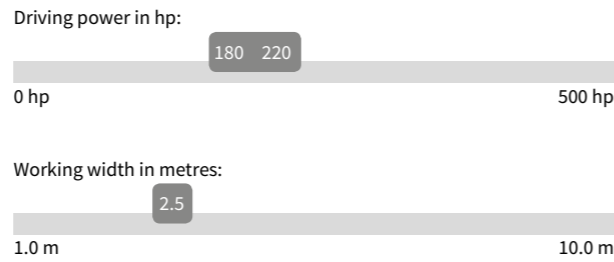 Driving power in hp:
180 220
0 hp 500 hp
Working width in metres:
2.5
1.0 m 10.0 m